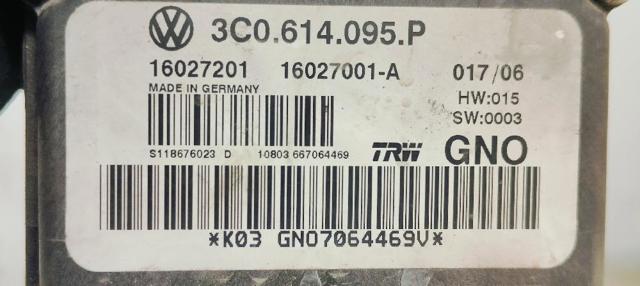 3C0.614.095.P
16027201 16027001-A 017/06
MADE IN GERMANY HW:015
SW:0003
S118676023 D 10803 667064469 TRW GNO
*K03 GNO7064469V*